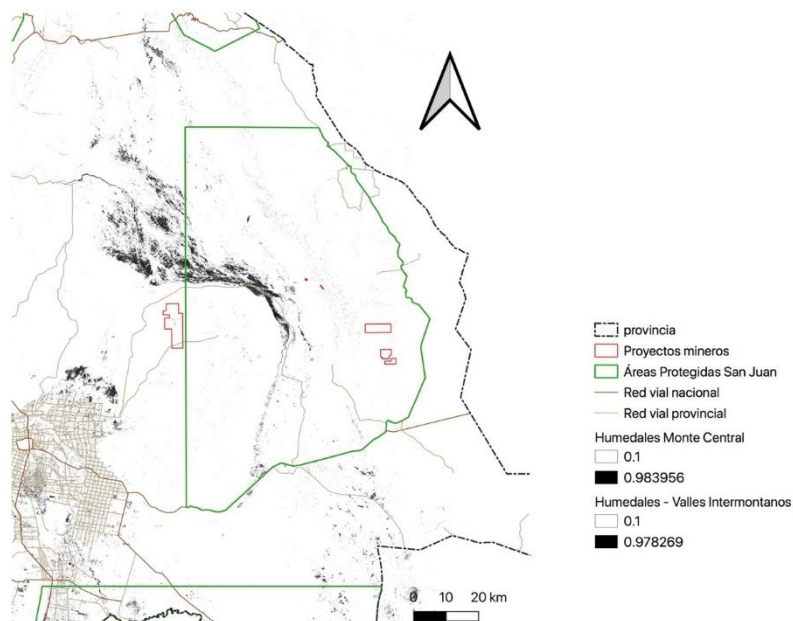 provincia
Proyectos mineros
Áreas Protegidas San Juan
Red vial nacional
Red vial provincial
Humedales Monte Central
0.1
0.983956
Humedales - Valles Intermontanos
0.1
0.978269
0 10 20 km